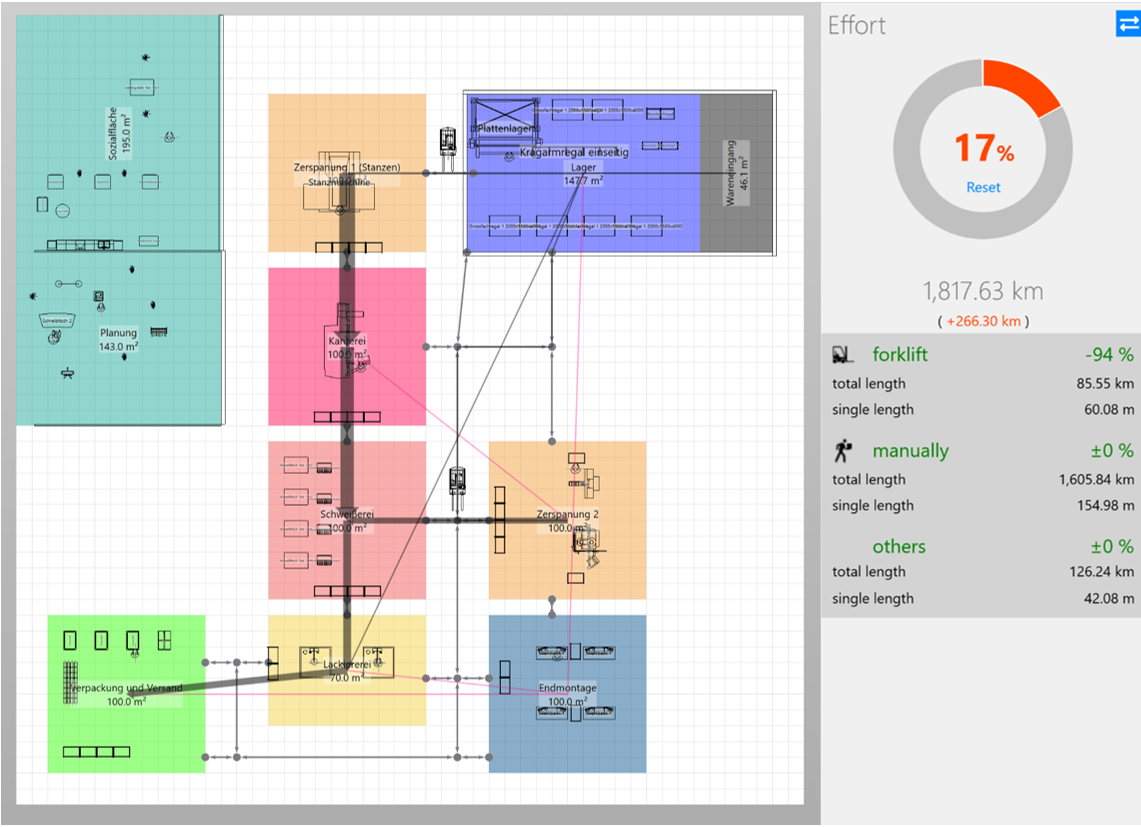 Effort
17%
Reset
1,817.63 km
( +266.30 km )
forklift -94 %
total length 85.55 km
single length 60.08 m
manually ±0 %
total length 1,605.84 km
single length 154.98 m
others ±0 %
total length 126.24 km
single length 42.08 m
Sozialfläche
195.0 m²
Planung
143.0 m²
Zerspanung 1 (Stanzen)
Stanzmaschine
Plattenlager
Kragarmregal einseitig
Lager
147.7 m²
Wareneingang
46.1 m²
Kanterei
100.0 m²
Schweißerei
100.0 m²
Zerspanung 2
100.0 m²
Lackiererei
70.0 m²
Verpackung und Versand
100.0 m²
Endmontage
100.0 m²